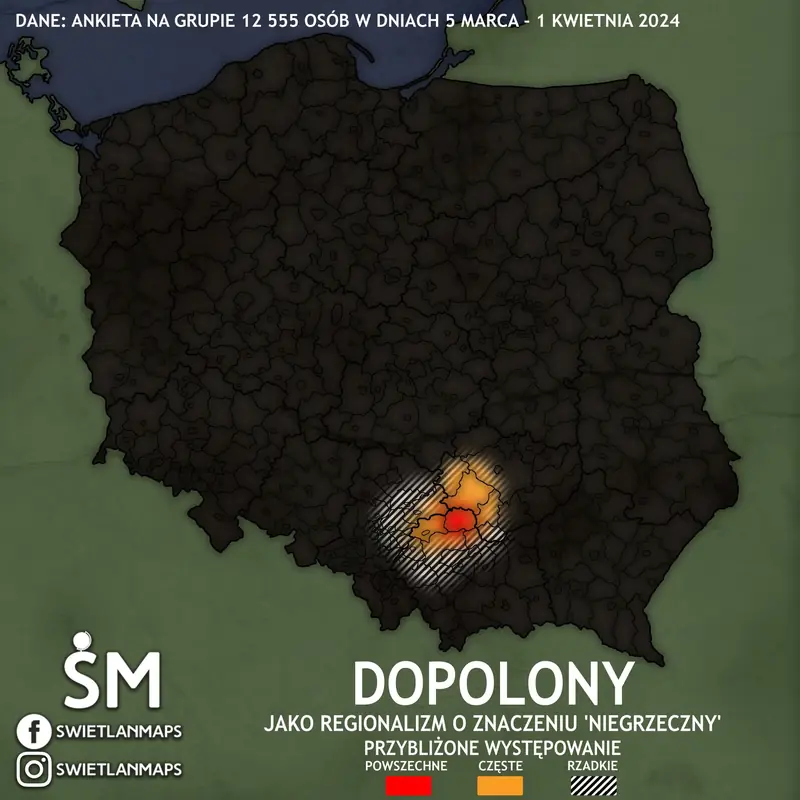 DANE: ANKIETA NA GRUPIE 12 555 OSÓB W DNIACH 5 MARCA - 1 KWIETNIA 2024
ŚM
SWIETLANMAPS
SWIETLANMAPS
DOPOLONY
JAKO REGIONALIZM O ZNACZENIU 'NIEGRZECZNY'
PRZYBLIŻONE WYSTĘPOWANIE
POWSZECHNE CZĘSTE RZADKIE